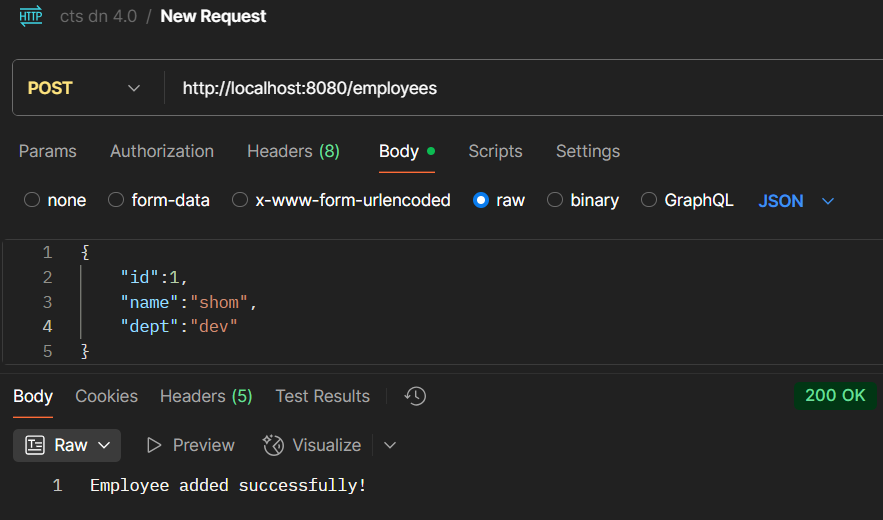 HTTP cts dn 4.0 / New Request
POST http://localhost:8080/employees
Params Authorization Headers (8) Body Scripts Settings
none form-data x-www-form-urlencoded raw binary GraphQL JSON
1 {
2 "id":1,
3 "name":"shom",
4 "dept":"dev"
5 }
Body Cookies Headers (5) Test Results 200 OK
Raw Preview Visualize
1 Employee added successfully!